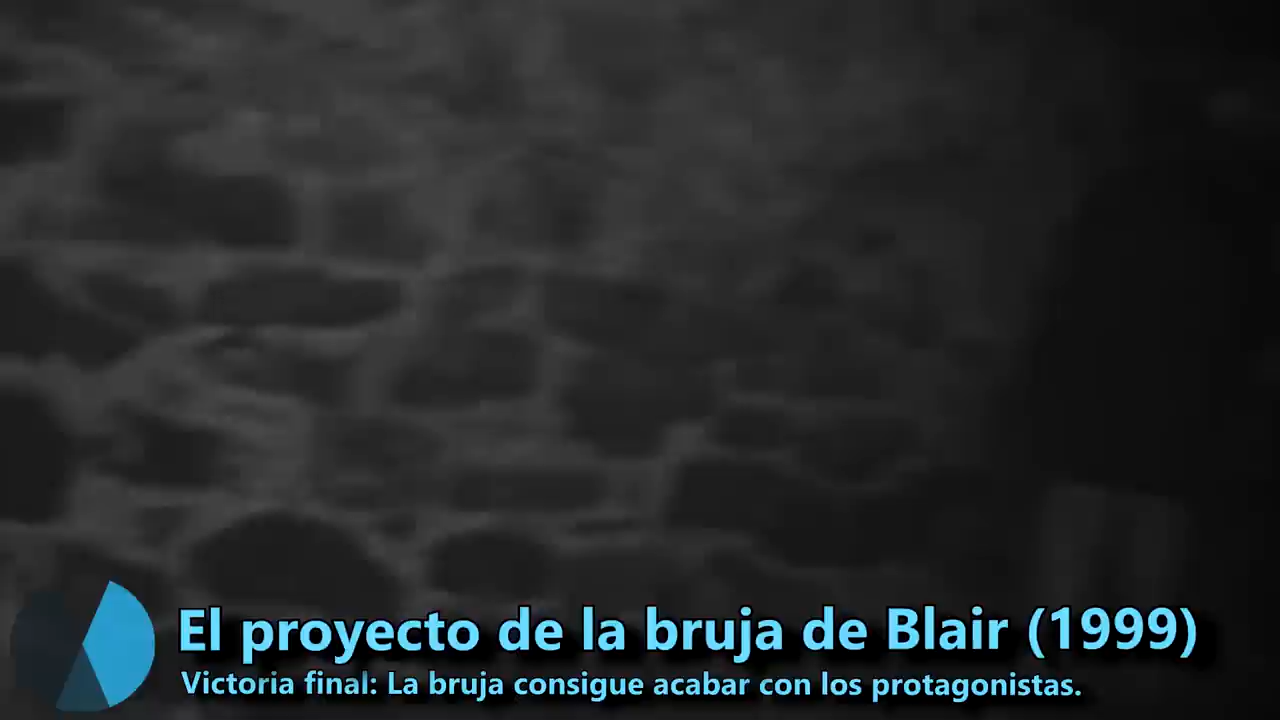 El proyecto de la bruja de Blair (1999)
Victoria final: La bruja consigue acabar con los protagonistas.